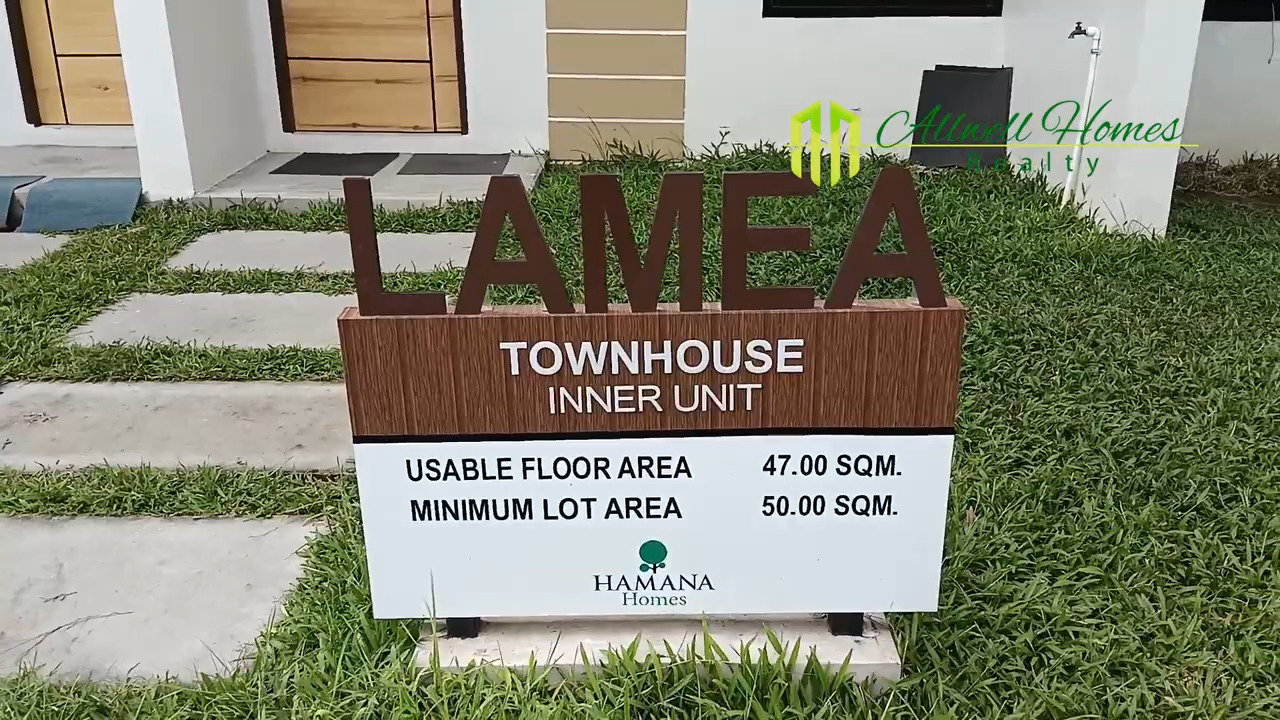 Allwell Homes
Realty
LAMEA
TOWNHOUSE
INNER UNIT
USABLE FLOOR AREA 47.00 SQM.
MINIMUM LOT AREA 50.00 SQM.
HAMANA
Homes